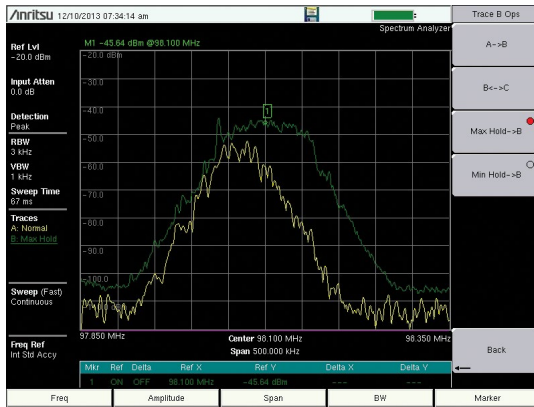 Anritsu 12/10/2013 07:34:14 am
Trace B Ops
Spectrum Analyzer
M1 -45.64 dBm @98.100 MHz
Ref Lvl
-20.0 dBm
-20.0 dBm
A->B
Input Atten
0.0 dB
-30.0
B<->C
-40.0
Detection
Peak
1
Max Hold->B
-50.0
RBW
3 kHz
VBW
1 kHz
-60.0
Min Hold->B
Sweep Time
67 ms
-70.0
Traces
A: Normal
B: Max Hold
-80.0
-90.0
-100.0
Sweep (Fast)
Continuous
97.850 MHz
Center 98.100 MHz
98.350 MHz
Span 500.000 kHz
Freq Ref
Int Std Accy
Back
Mkr Ref Delta Ref X Ref Y Delta X Delta Y
1 ON OFF 98.100 MHz -45.64 dBm --- ---
Freq Amplitude Span BW Marker